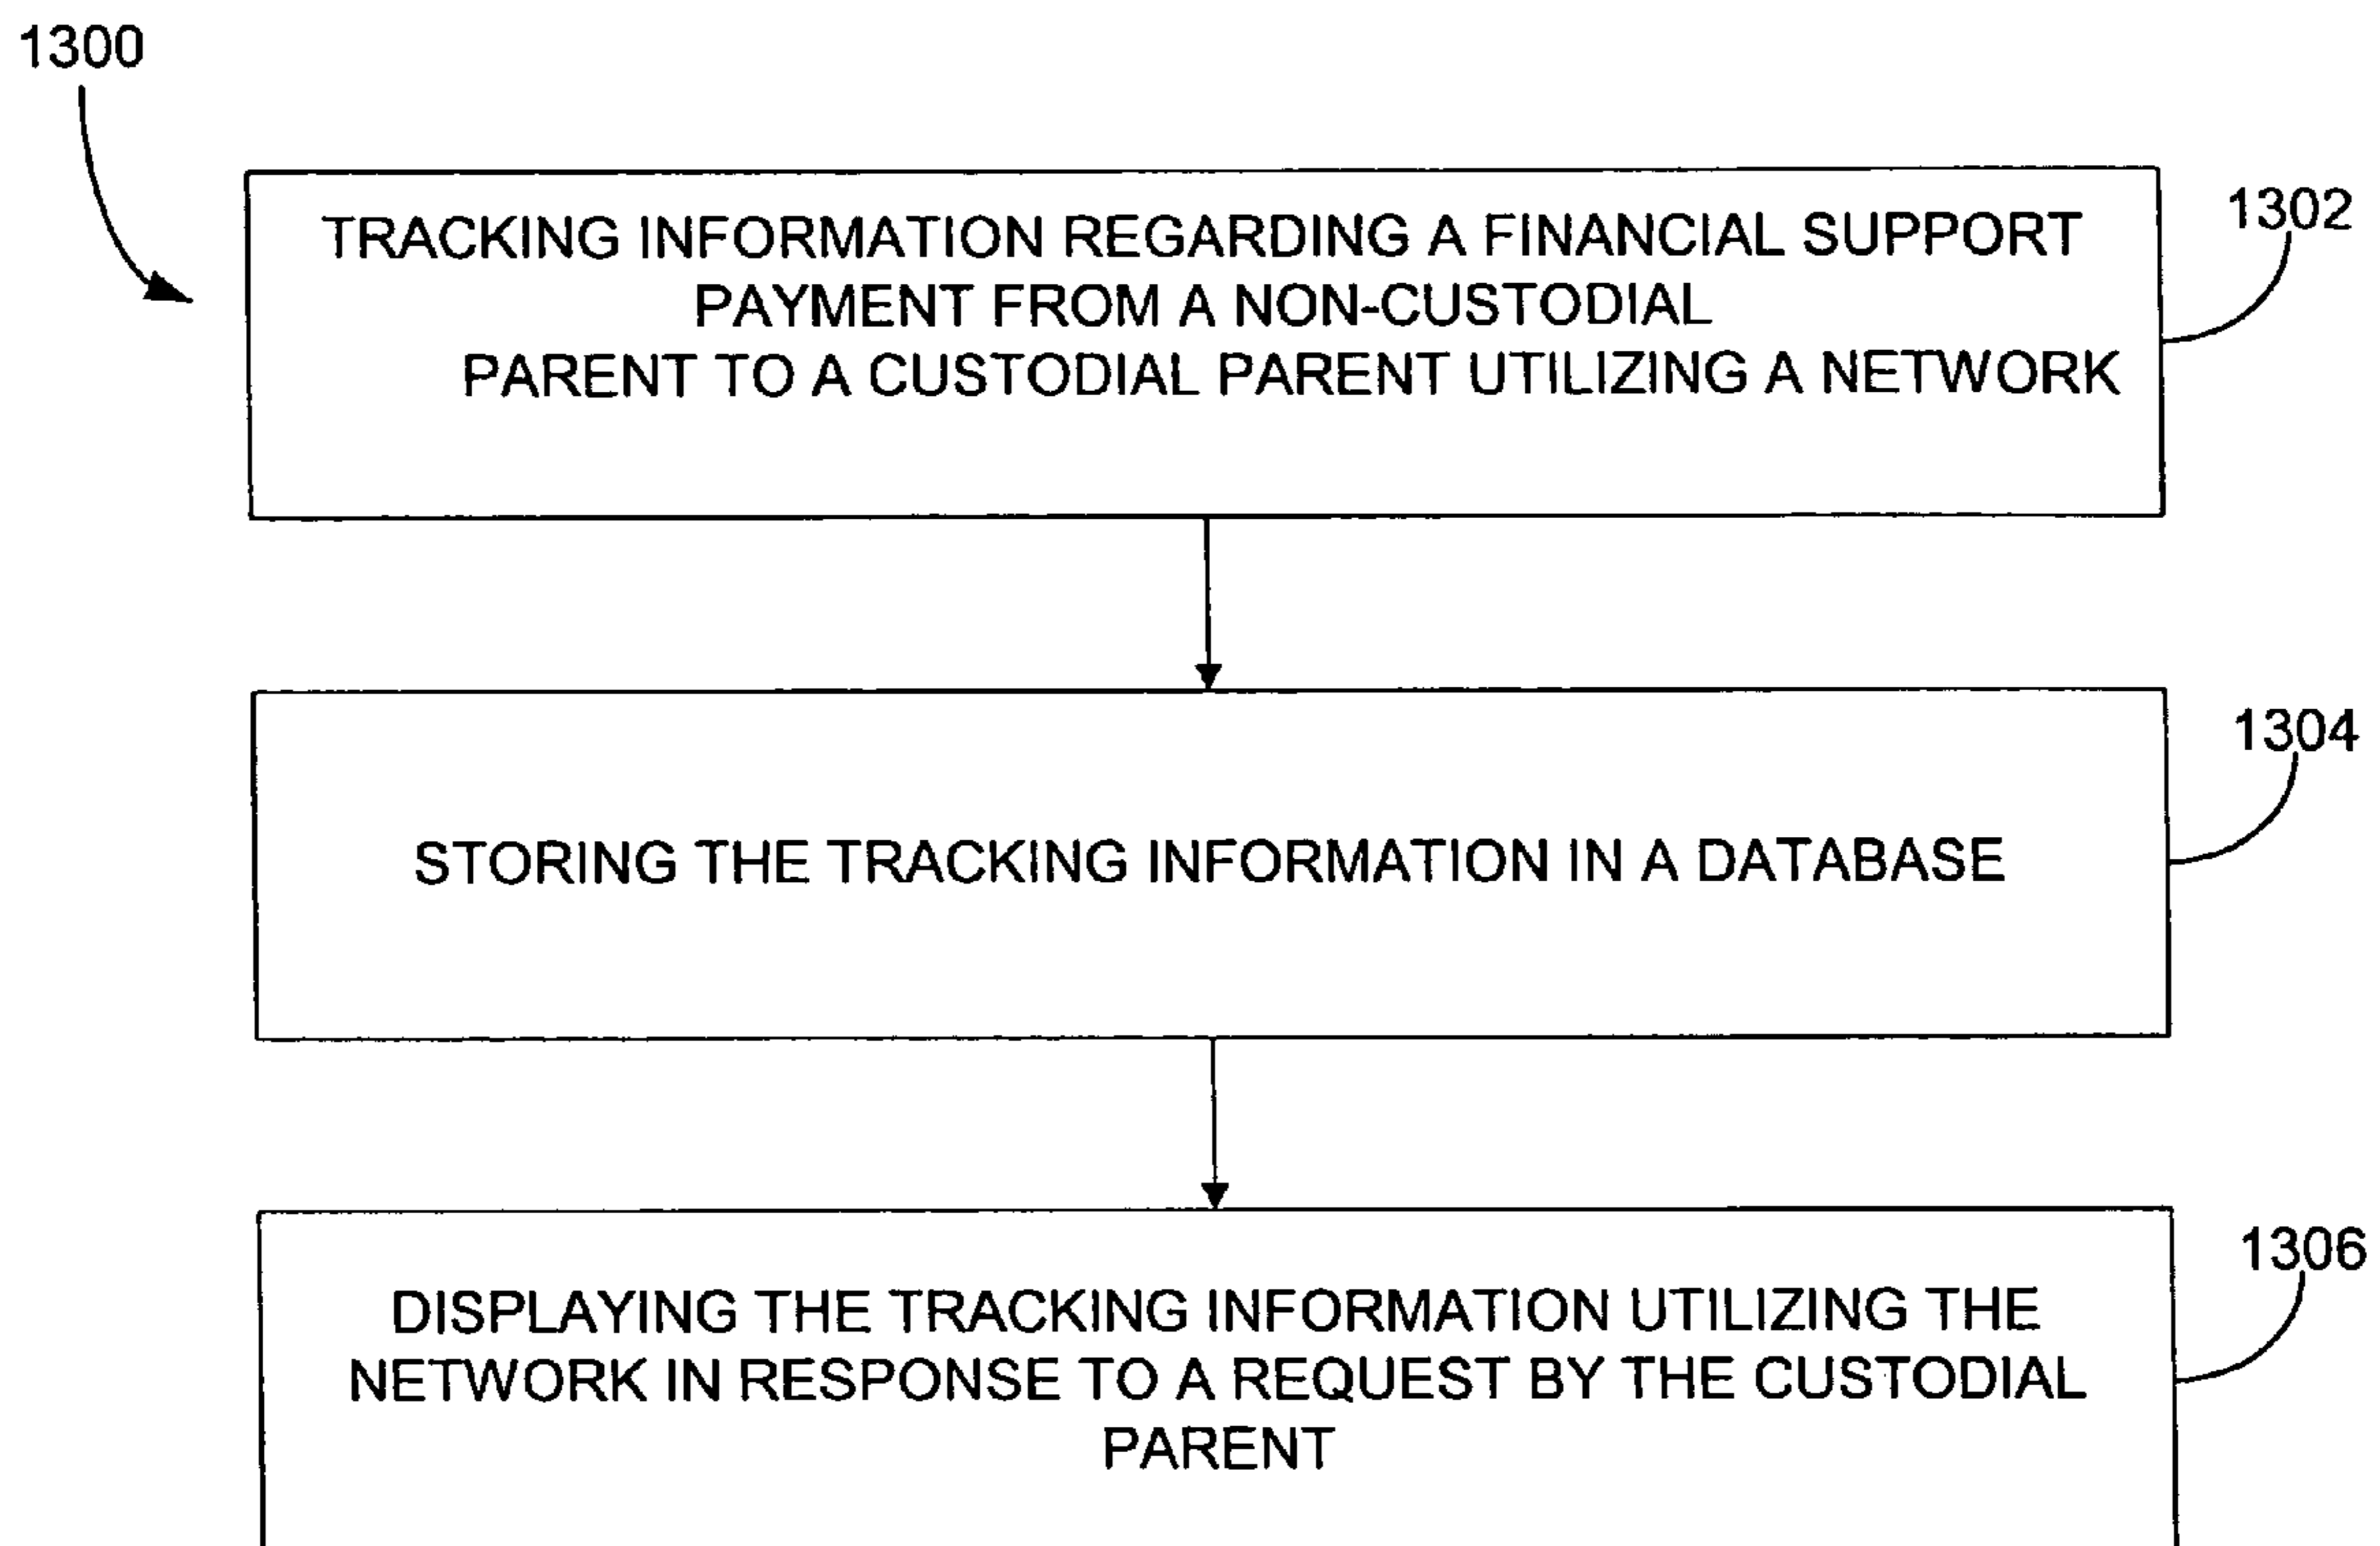 1300
TRACKING INFORMATION REGARDING A FINANCIAL SUPPORT
PAYMENT FROM A NON-CUSTODIAL
PARENT TO A CUSTODIAL PARENT UTILIZING A NETWORK
1302
STORING THE TRACKING INFORMATION IN A DATABASE
1304
DISPLAYING THE TRACKING INFORMATION UTILIZING THE
NETWORK IN RESPONSE TO A REQUEST BY THE CUSTODIAL
PARENT
1306